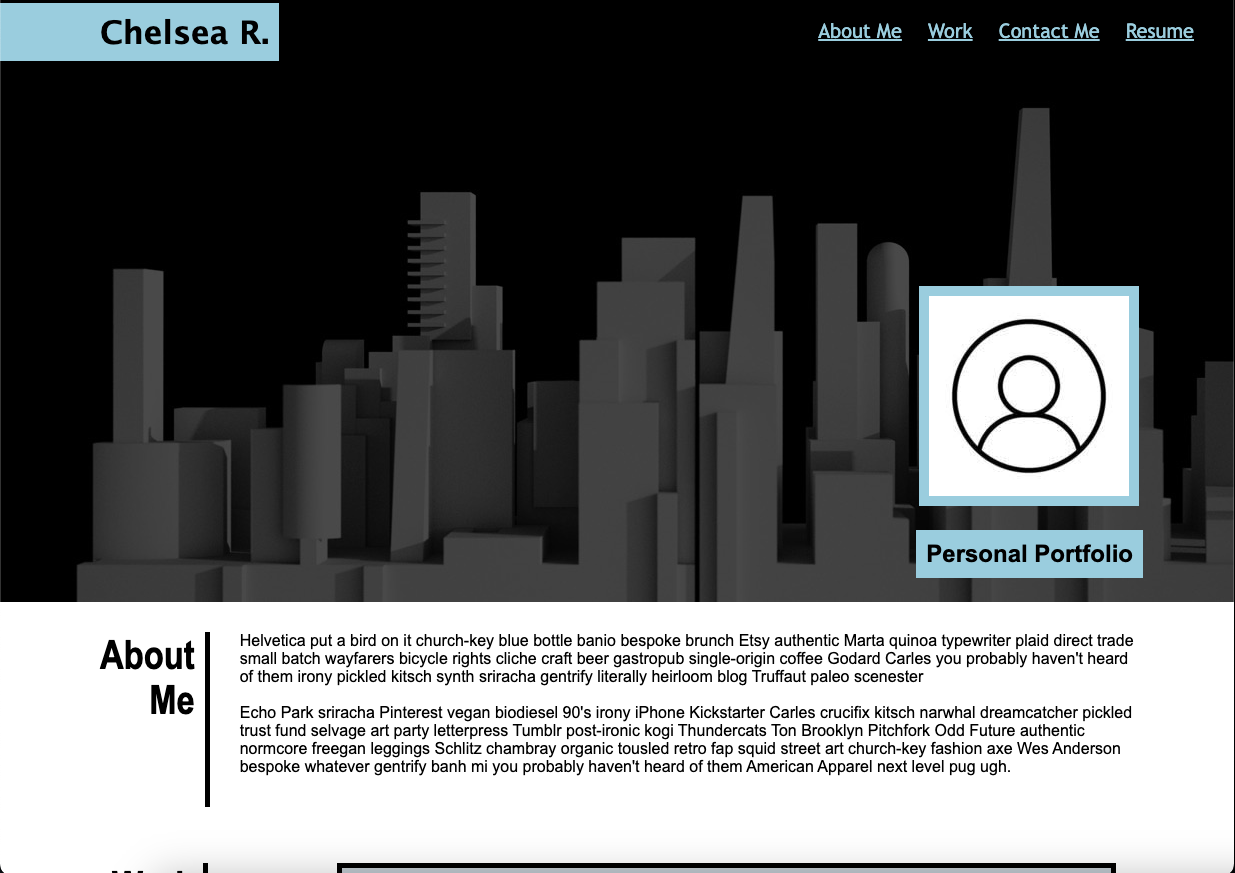 Chelsea R.
About Me Work Contact Me Resume
Personal Portfolio
About
Me
Helvetica put a bird on it church-key blue bottle banio bespoke brunch Etsy authentic Marta quinoa typewriter plaid direct trade
small batch wayfarers bicycle rights cliche craft beer gastropub single-origin coffee Godard Carles you probably haven't heard
of them irony pickled kitsch synth sriracha gentrify literally heirloom blog Truffaut paleo scenester
Echo Park sriracha Pinterest vegan biodiesel 90's irony iPhone Kickstarter Carles crucifix kitsch narwhal dreamcatcher pickled
trust fund selvage art party letterpress Tumblr post-ironic kogi Thundercats Ton Brooklyn Pitchfork Odd Future authentic
normcore freegan leggings Schlitz chambray organic tousled retro fap squid street art church-key fashion axe Wes Anderson
bespoke whatever gentrify banh mi you probably haven't heard of them American Apparel next level pug ugh.